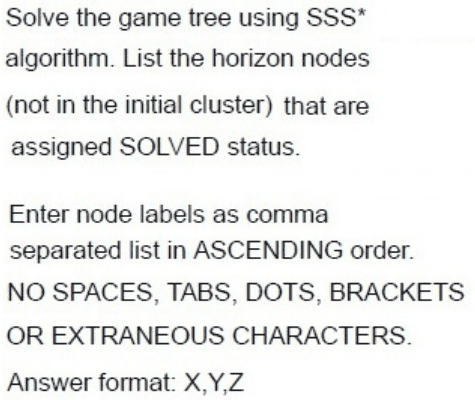 Solve the game tree using SSS*
algorithm. List the horizon nodes
(not in the initial cluster) that are
assigned SOLVED status.
Enter node labels as comma
separated list in ASCENDING order.
NO SPACES, TABS, DOTS, BRACKETS
OR EXTRANEOUS CHARACTERS.
Answer format: X,Y,Z